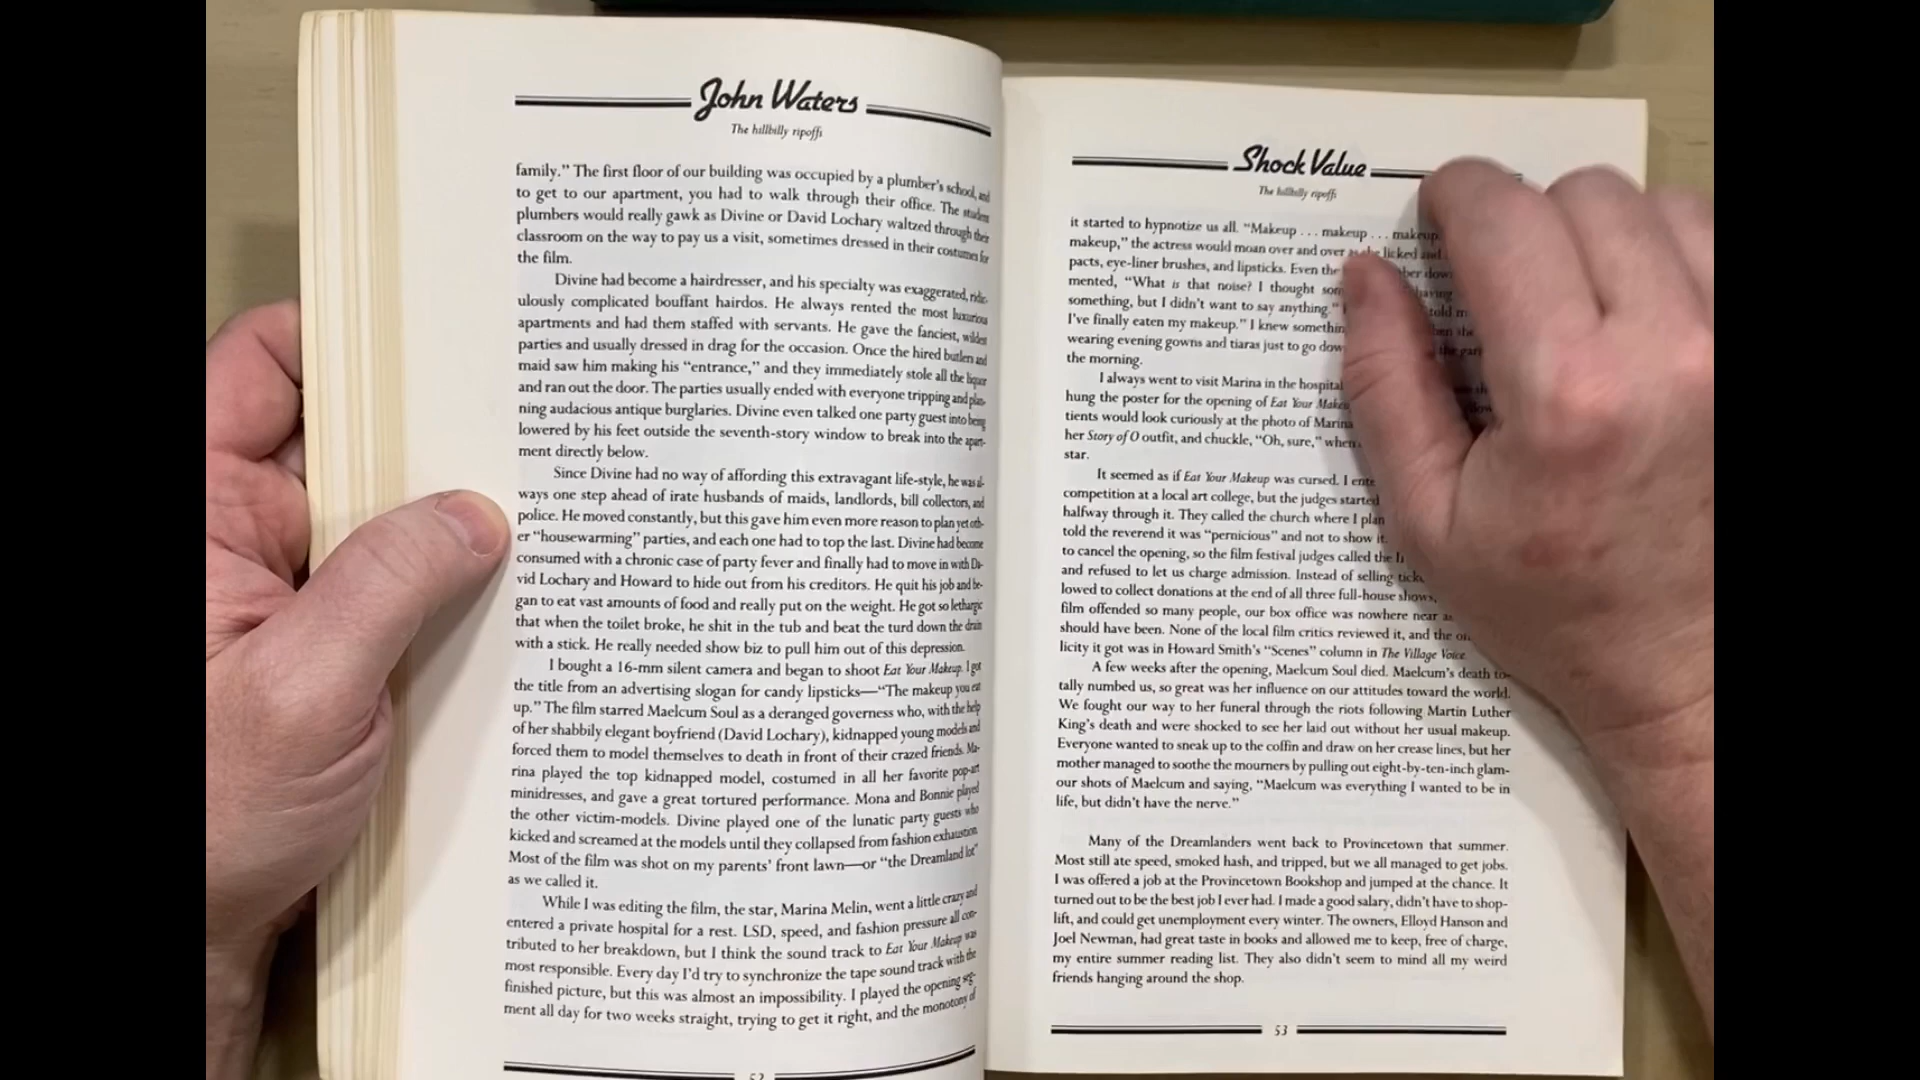 John Waters
The hillbilly ripoffs
family.” The first floor of our building was occupied by a plumber's school, and
to get to our apartment, you had to walk through their office. The student
plumbers would really gawk as Divine or David Lochary waltzed through their
classroom on the way to pay us a visit, sometimes dressed in their costumes for
the film.
Divine had become a hairdresser, and his specialty was exaggerated, ridic-
ulously complicated bouffant hairdos. He always rented the most luxurious
apartments and had them staffed with servants. He gave the fanciest, wildest
parties and usually dressed in drag for the occasion. Once the hired butler and
maid saw him making his “entrance,” and they immediately stole all the liquor
and ran out the door. The parties usually ended with everyone tripping and plan-
ning audacious antique burglaries. Divine even talked one party guest into being
lowered by his feet outside the seventh-story window to break into the apart-
ment directly below.
Since Divine had no way of affording this extravagant life-style, he was al-
ways one step ahead of irate husbands of maids, landlords, bill collectors, and
police. He moved constantly, but this gave him even more reason to plan yet oth-
er “housewarming” parties, and each one had to top the last. Divine had become
consumed with a chronic case of party fever and finally had to move in with Da-
vid Lochary and Howard to hide out from his creditors. He quit his job and be-
gan to eat vast amounts of food and really put on the weight. He got so lethargic
that when the toilet broke, he shit in the tub and beat the turd down the drain
with a stick. He really needed show biz to pull him out of this depression.
I bought a 16-mm silent camera and began to shoot Eat Your Makeup. I got
the title from an advertising slogan for candy lipsticks—“The makeup you eat
up.” The film starred Maelcum Soul as a deranged governess who, with the help
of her shabbily elegant boyfriend (David Lochary), kidnapped young models and
forced them to model themselves to death in front of their crazed friends. Ma-
rina played the top kidnapped model, costumed in all her favorite pop-art
minidresses, and gave a great tortured performance. Mona and Bonnie played
the other victim-models. Divine played one of the lunatic party guests who
kicked and screamed at the models until they collapsed from fashion exhaustion.
Most of the film was shot on my parents' front lawn—or “the Dreamland lot”
as we called it.
While I was editing the film, the star, Marina Melin, went a little crazy and
entered a private hospital for a rest. LSD, speed, and fashion pressure all con-
tributed to her breakdown, but I think the sound track to Eat Your Makeup was
most responsible. Every day I'd try to synchronize the tape sound track with the
finished picture, but this was almost an impossibility. I played the opening seg-
ment all day for two weeks straight, trying to get it right, and the monotony of
52
Shock Value
The hillbilly ripoffs
it started to hypnotize us all. “Makeup . . . makeup . . . makeup
makeup,” the actress would moan over and over as she licked and
pacts, eye-liner brushes, and lipsticks. Even the
mented, “What is that noise? I thought
something, but I didn't want to say anything.” told
I've finally eaten my makeup.” I knew
wearing evening gowns and tiaras just to go
the morning.
I always went to visit Marina in the hospital
hung the poster for the opening of Eat Your
tients would look curiously at the photo of Marina
her Story of O outfit, and chuckle, “Oh, sure,” when
star.
It seemed as if Eat Your Makeup was cursed. I
competition at a local art college, but the judges started
halfway through it. They called the church where I
told the reverend it was “pernicious” and not to show it.
to cancel the opening, so the film festival judges called the
and refused to let us charge admission. Instead of selling
lowed to collect donations at the end of all three full-house shows,
film offended so many people, our box office was nowhere near
should have been. None of the local film critics reviewed it, and the
licity it got was in Howard Smith's “Scenes” column in The Village Voice.
A few weeks after the opening, Maelcum Soul died. Maelcum's death to-
tally numbed us, so great was her influence on our attitudes toward the world.
We fought our way to her funeral through the riots following Martin Luther
King's death and were shocked to see her laid out without her usual makeup.
Everyone wanted to sneak up to the coffin and draw on her crease lines, but her
mother managed to soothe the mourners by pulling out eight-by-ten-inch glam-
our shots of Maelcum and saying, “Maelcum was everything I wanted to be in
life, but didn't have the nerve.”
Many of the Dreamlanders went back to Provincetown that summer.
Most still ate speed, smoked hash, and tripped, but we all managed to get jobs.
I was offered a job at the Provincetown Bookshop and jumped at the chance. It
turned out to be the best job I ever had. I made a good salary, didn't have to shop-
lift, and could get unemployment every winter. The owners, Elloyd Hanson and
Joel Newman, had great taste in books and allowed me to keep, free of charge,
my entire summer reading list. They also didn't seem to mind all my weird
friends hanging around the shop.
53